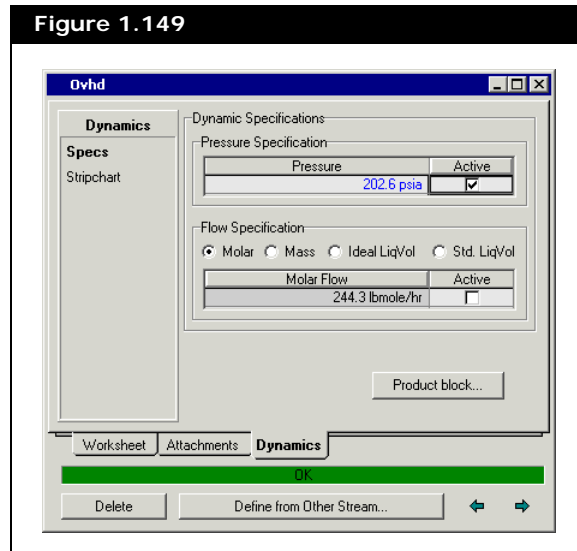 Figure 1.149
Ovhd
Dynamics
Specs
Stripchart
Dynamic Specifications
Pressure Specification
Pressure Active
202.6 psia
Flow Specification
Molar Mass Ideal LiqVol Std. LiqVol
Molar Flow Active
244.3 lbmole/hr
Product block...
Worksheet Attachments Dynamics
OK
Delete Define from Other Stream...